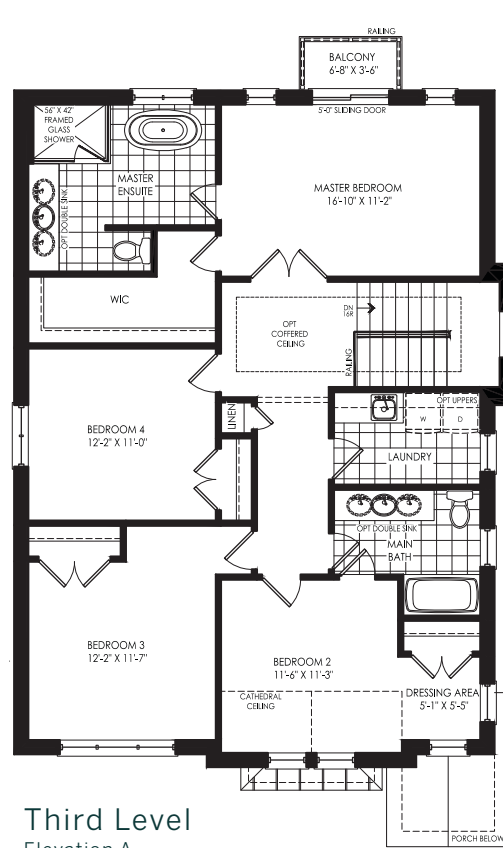 RAILING
BALCONY
6'-8" X 3'-6"
5'-0" SLIDING DOOR
56" X 42"
FRAMED
GLASS
SHOWER
MASTER
ENSUITE
OPT DOUBLE SINK
MASTER BEDROOM
16'-10" X 11'-2"
WIC
OPT
COFFERED
CEILING
DN
16R
RAILING
BEDROOM 4
12'-2" X 11'-0"
LINEN
OPT UPPERS
W
D
LAUNDRY
OPT DOUBLE SINK
MAIN
BATH
BEDROOM 3
12'-2" X 11'-7"
BEDROOM 2
11'-6" X 11'-3"
CATHEDRAL
CEILING
DRESSING AREA
5'-1" X 5'-5"
PORCH BELOW
Third Level
Elevation A